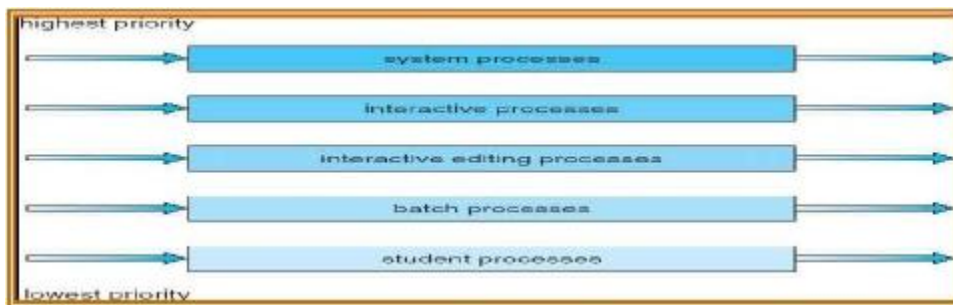 highest priority
system processes
interactive processes
interactive editing processes
batch processes
student processes
lowest priority